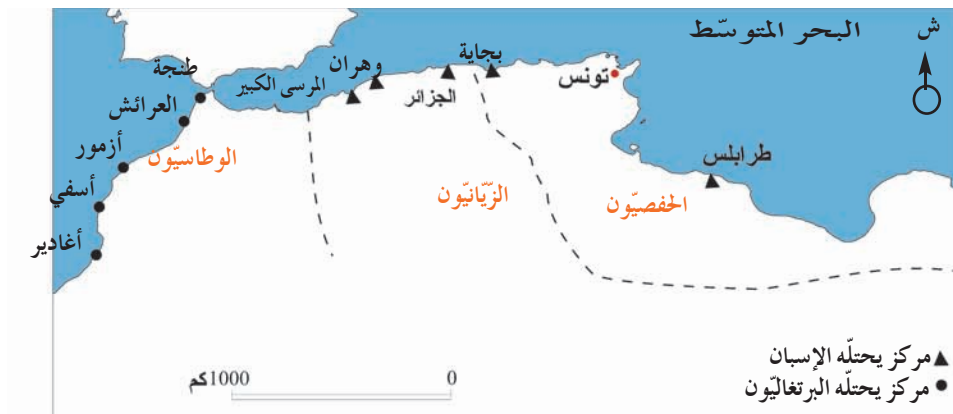 البحر المتوسّط
ش
بجاية
وهران
تونس
طنجة
المرسى الكبير
الجزائر
العرائش
أزمور
الوطاسيّون
طرابلس
أسفي
الزّيّانيّون
الحفصيّون
أغادير
مركز يحتلّه الإسبان
1000كم
0
مركز يحتلّه البرتغاليّون